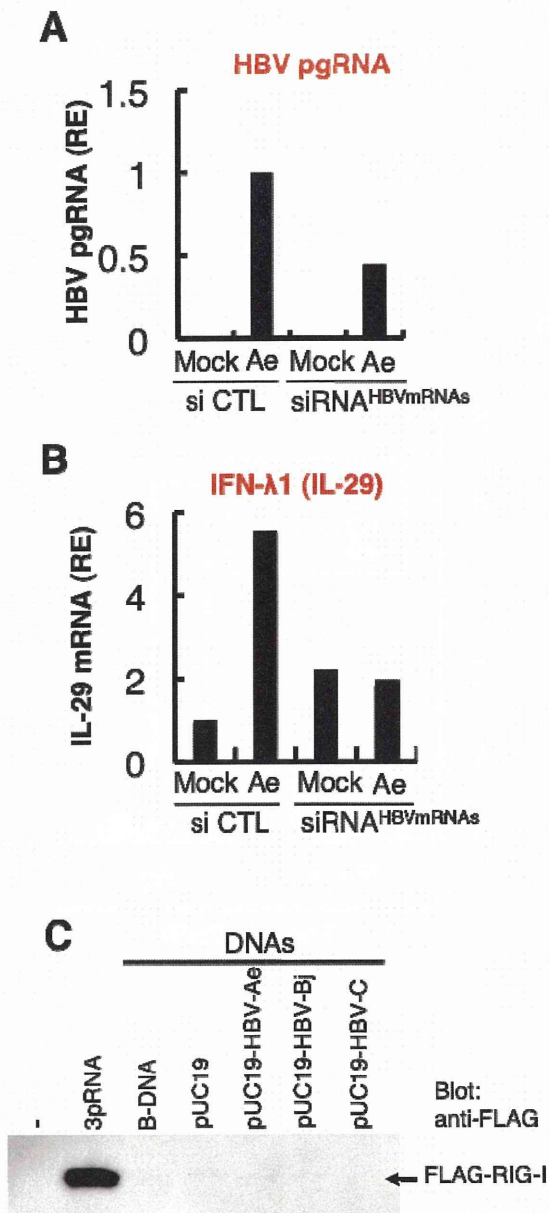 A
HBV pgRNA
HBV pgRNA (RE)
1.5
1
0.5
0
Mock Ae Mock Ae
si CTL siRNAHBVmRNAs
B
IFN-λ1 (IL-29)
IL-29 mRNA (RE)
6
4
2
0
Mock Ae Mock Ae
si CTL siRNAHBVmRNAs
C
DNAs
-
3pRNA
B-DNA
pUC19
pUC19-HBV-Ae
pUC19-HBV-Bj
pUC19-HBV-C
Blot:
anti-FLAG
FLAG-RIG-I